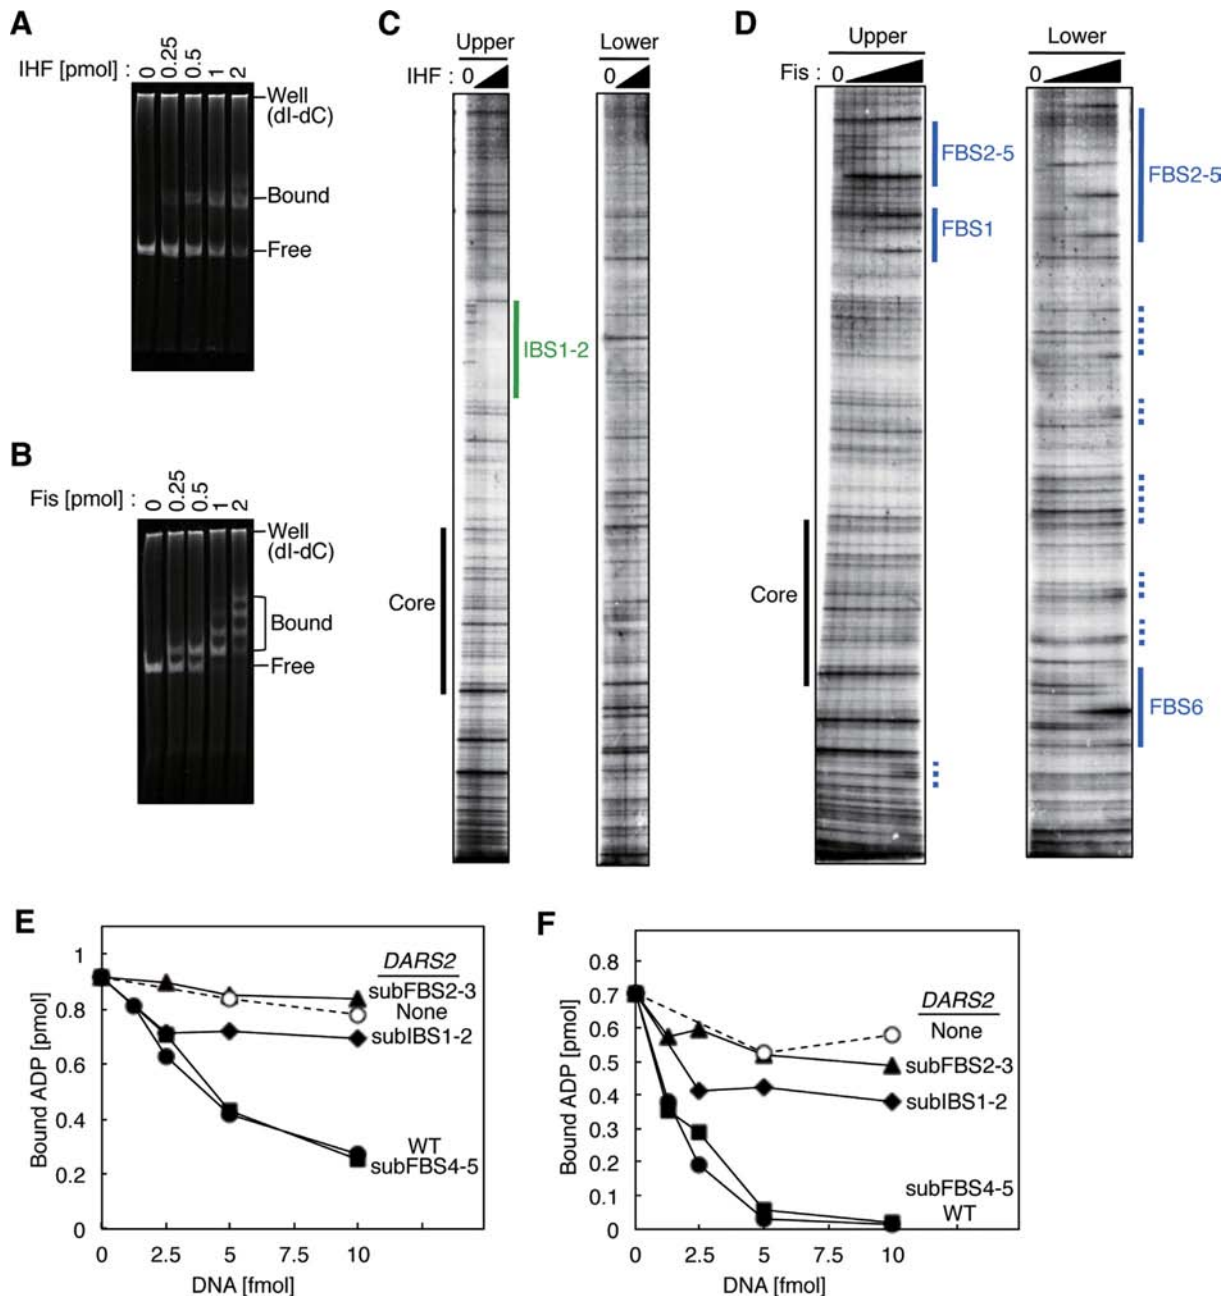 A
IHF [pmol] : 0 0.25 0.5 1 2
Well
(dI-dC)
Bound
Free
B
Fis [pmol] : 0 0.25 0.5 1 2
Well
(dI-dC)
Bound
Free
C
Upper
Lower
IHF : 0
0
IBS1-2
Core
D
Upper
Lower
Fis : 0
0
FBS2-5
FBS1
FBS2-5
Core
FBS6
E
Bound ADP [pmol]
1
0.8
0.6
0.4
0.2
0
DARS2
subFBS2-3
None
subIBS1-2
WT
subFBS4-5
0 2.5 5 7.5 10
DNA [fmol]
F
Bound ADP [pmol]
0.8
0.7
0.6
0.5
0.4
0.3
0.2
0.1
0
DARS2
None
subFBS2-3
subIBS1-2
subFBS4-5
WT
0 2.5 5 7.5 10
DNA [fmol]